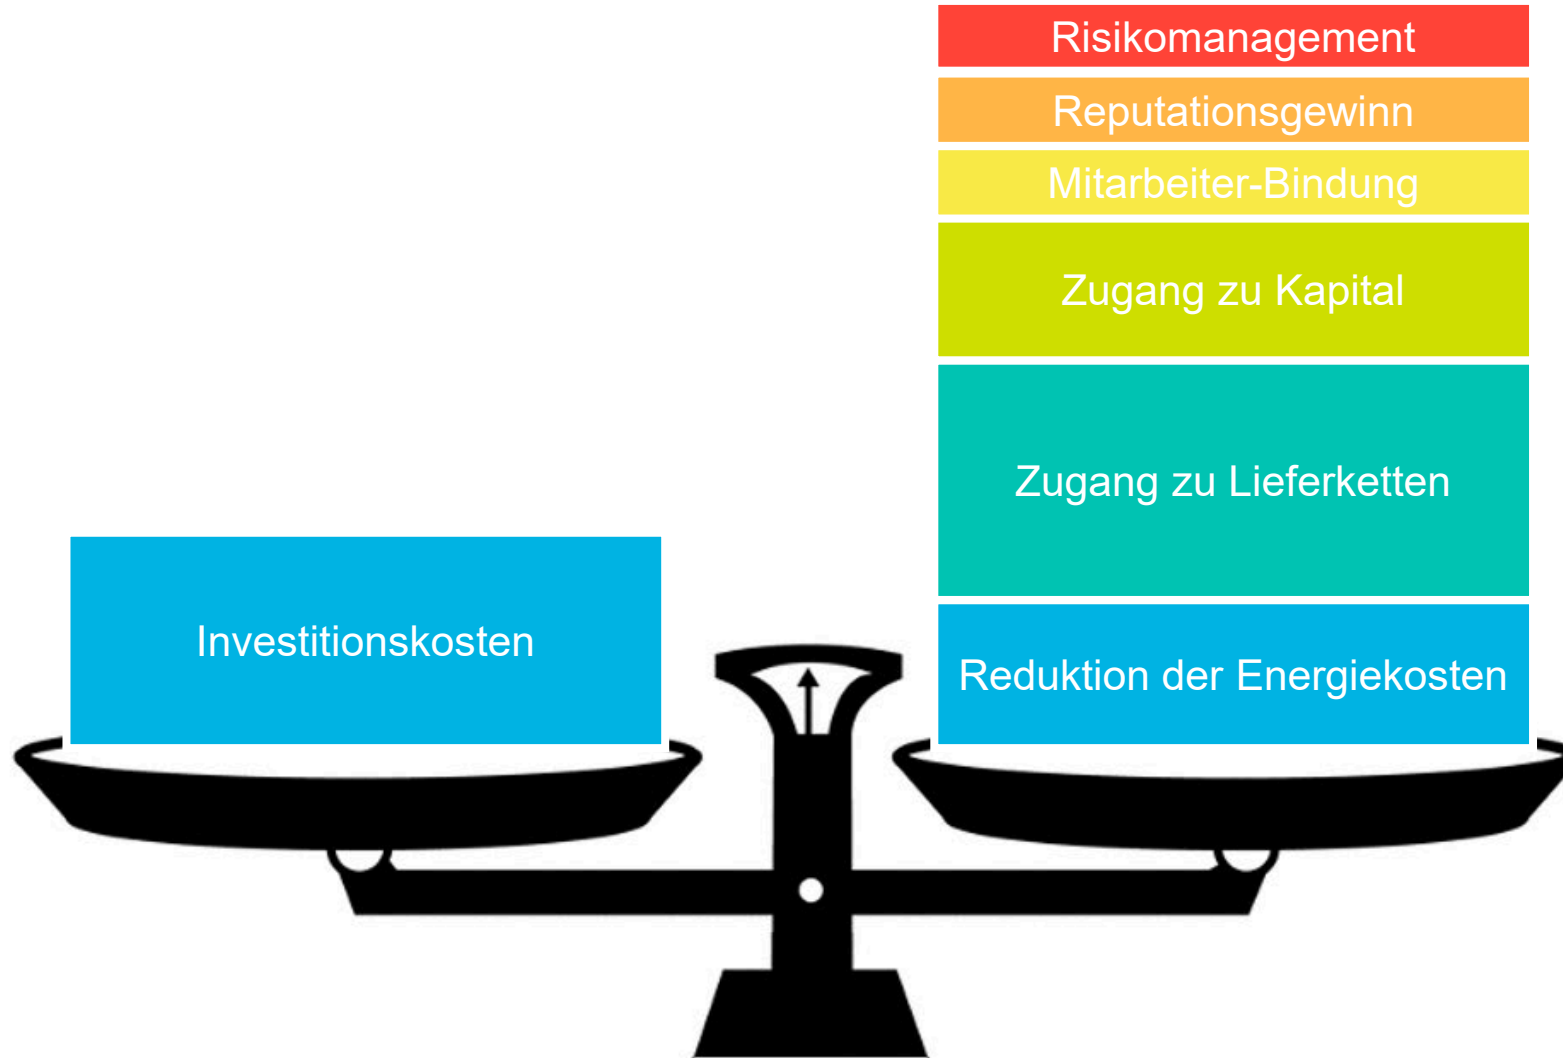 Risikomanagement
Reputationsgewinn
Mitarbeiter-Bindung
Zugang zu Kapital
Zugang zu Lieferketten
Investitionskosten
Reduktion der Energiekosten